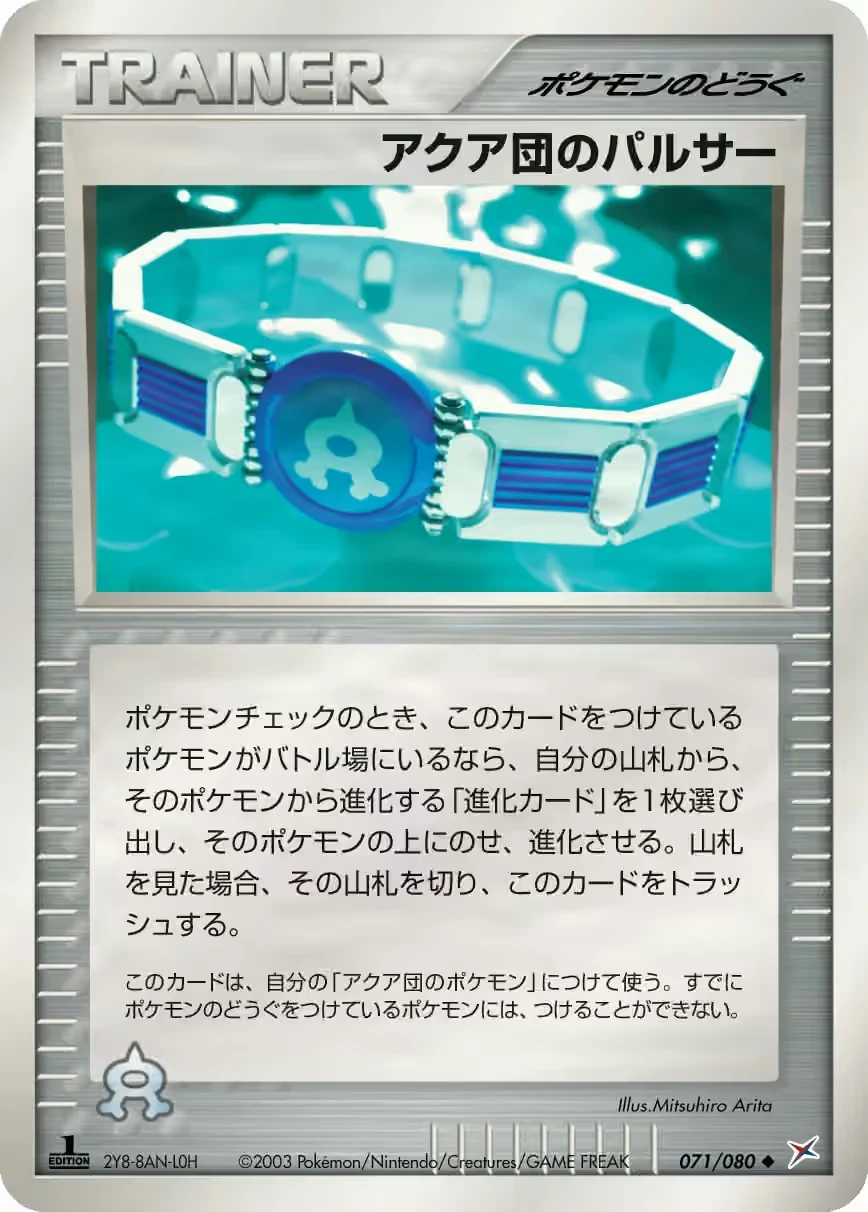 TRAINER
ポケモンのどうぐ
アクア団のパルサー
ポケモンチェックのとき、このカードをつけている
ポケモンがバトル場にいるなら、自分の山札から、
そのポケモンから進化する「進化カード」を1枚選び
出し、そのポケモンの上にのせ、進化させる。山札
を見た場合、その山札を切り、このカードをトラッ
シュする。
このカードは、自分の「アクア団のポケモン」につけて使う。すでに
ポケモンのどうぐをつけているポケモンには、つけることができない。
Illus.Mitsuhiro Arita
1 EDITION 2Y8-8AN-L0H ©2003 Pokémon/Nintendo/Creatures/GAME FREAK 071/080 ◆